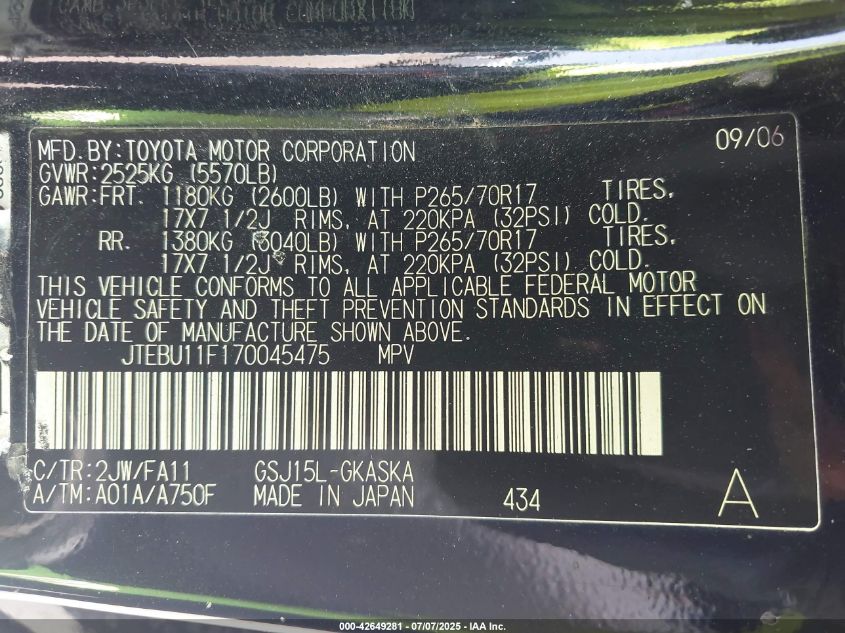 09/06
MFD.BY:TOYOTA MOTOR CORPORATION
GVWR:2525KG (5570LB)
GAWR:FRT. 1180KG (2600LB) WITH P265/70R17 TIRES,
17X7 1/2J RIMS, AT 220KPA (32PSI) COLD.
RR. 1380KG (3040LB) WITH P265/70R17 TIRES,
17X7 1/2J RIMS, AT 220KPA (32PSI) COLD.
THIS VEHICLE CONFORMS TO ALL APPLICABLE FEDERAL MOTOR
VEHICLE SAFETY AND THEFT PREVENTION STANDARDS IN EFFECT ON
THE DATE OF MANUFACTURE SHOWN ABOVE.
JTEBU11F170045475 MPV
C/TR:2JW/FA11 GSJ15L-GKASKA
A/TM:A01A/A750F MADE IN JAPAN 434 A
000-42649281 - 07/07/2025 - IAA Inc.